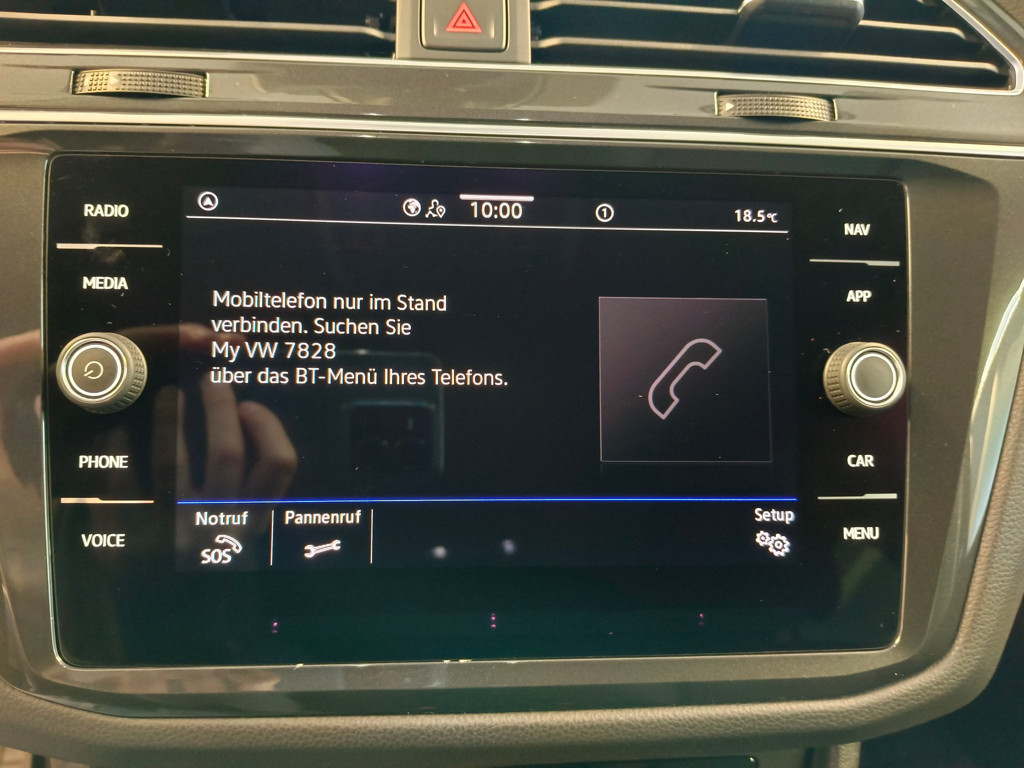 10:00
1
18.5°C
RADIO
MEDIA
PHONE
VOICE
Mobiltelefon nur im Stand
verbinden. Suchen Sie
My VW 7828
über das BT-Menü Ihres Telefons.
Notruf
SOS
Pannenruf
Setup
NAV
APP
CAR
MENU